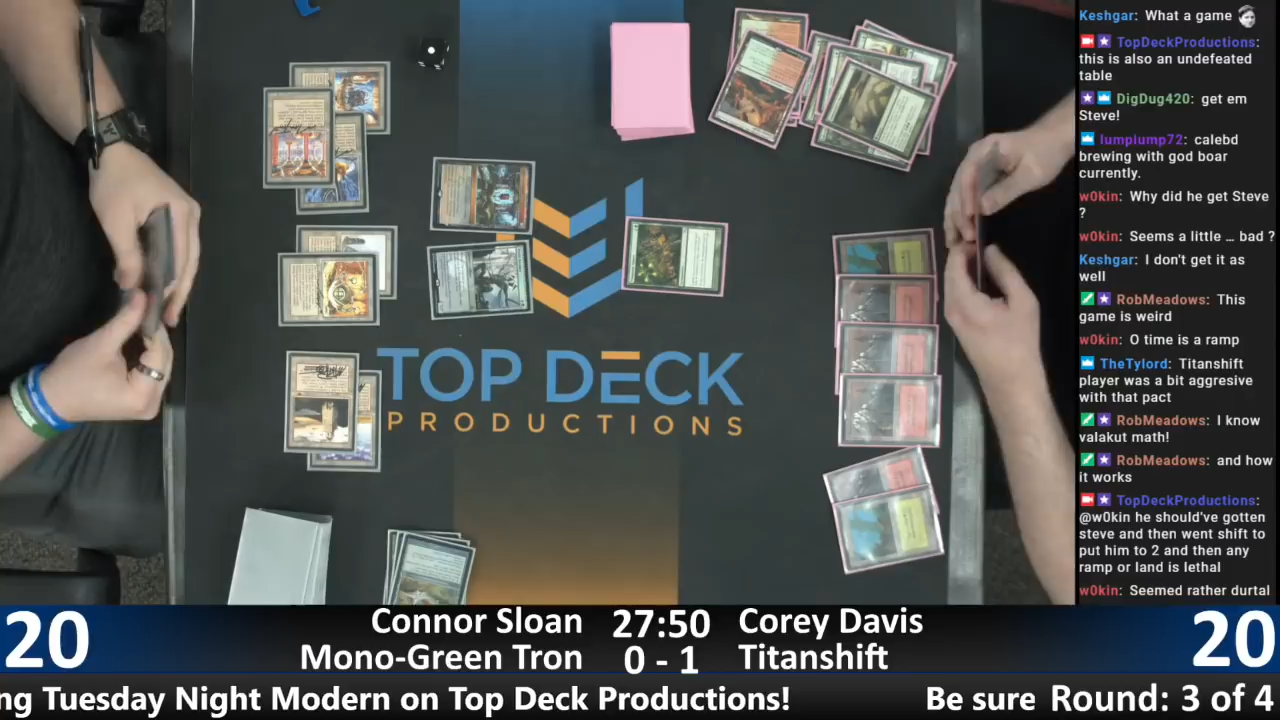 Keshgar: What a game
TopDeckProductions:
this is also an undefeated
table
DigDug420: get em
Steve!
lumplump72: calebd
brewing with god boar
currently.
w0kin: Why did he get Steve
?
w0kin: Seems a little … bad ?
Keshgar: I don't get it as
well
RobMeadows: This
game is weird
w0kin: O time is a ramp
TheTylord: Titanshift
player was a bit aggresive
with that pact
RobMeadows: I know
valakut math!
RobMeadows: and how
it works
TopDeckProductions:
@w0kin he should've gotten
steve and then went shift to
put him to 2 and then any
ramp or land is lethal
w0kin: Seemed rather durtal
TOP DECK
PRODUCTIONS
20
Connor Sloan 27:50 Corey Davis
Mono-Green Tron 0 - 1 Titanshift
20
ng Tuesday Night Modern on Top Deck Productions!
Be sure Round: 3 of 4